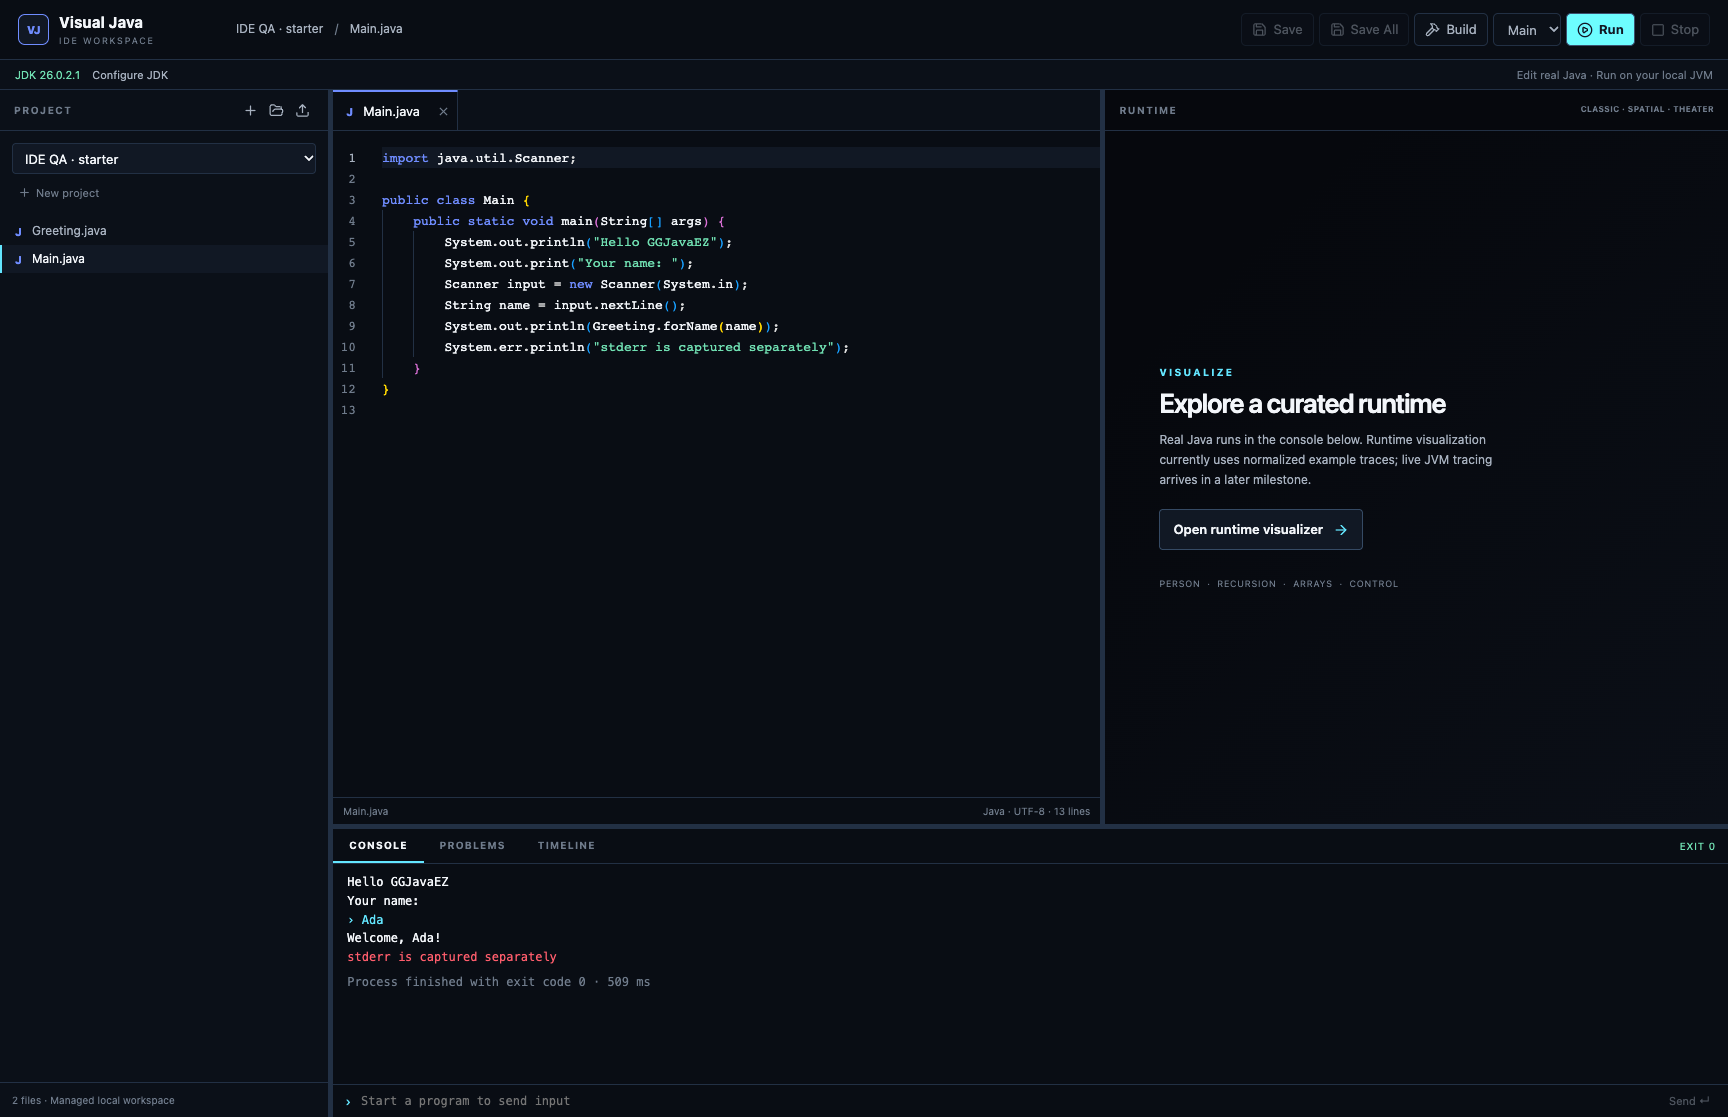 VJ
Visual Java
IDE WORKSPACE
IDE QA · starter / Main.java
Save
Save All
Build
Main
Run
Stop
JDK 26.0.2.1 Configure JDK
Edit real Java · Run on your local JVM
PROJECT
IDE QA · starter
+ New project
J Greeting.java
J Main.java
2 files · Managed local workspace
J Main.java ×
1 import java.util.Scanner;
2
3 public class Main {
4     public static void main(String[] args) {
5         System.out.println("Hello GGJavaEZ");
6         System.out.print("Your name: ");
7         Scanner input = new Scanner(System.in);
8         String name = input.nextLine();
9         System.out.println(Greeting.forName(name));
10         System.err.println("stderr is captured separately");
11     }
12 }
13
Main.java
Java · UTF-8 · 13 lines
RUNTIME
CLASSIC · SPATIAL · THEATER
VISUALIZE
Explore a curated runtime
Real Java runs in the console below. Runtime visualization
currently uses normalized example traces; live JVM tracing
arrives in a later milestone.
Open runtime visualizer →
PERSON · RECURSION · ARRAYS · CONTROL
CONSOLE PROBLEMS TIMELINE
EXIT 0
Hello GGJavaEZ
Your name:
› Ada
Welcome, Ada!
stderr is captured separately
Process finished with exit code 0 · 509 ms
› Start a program to send input
Send ↵